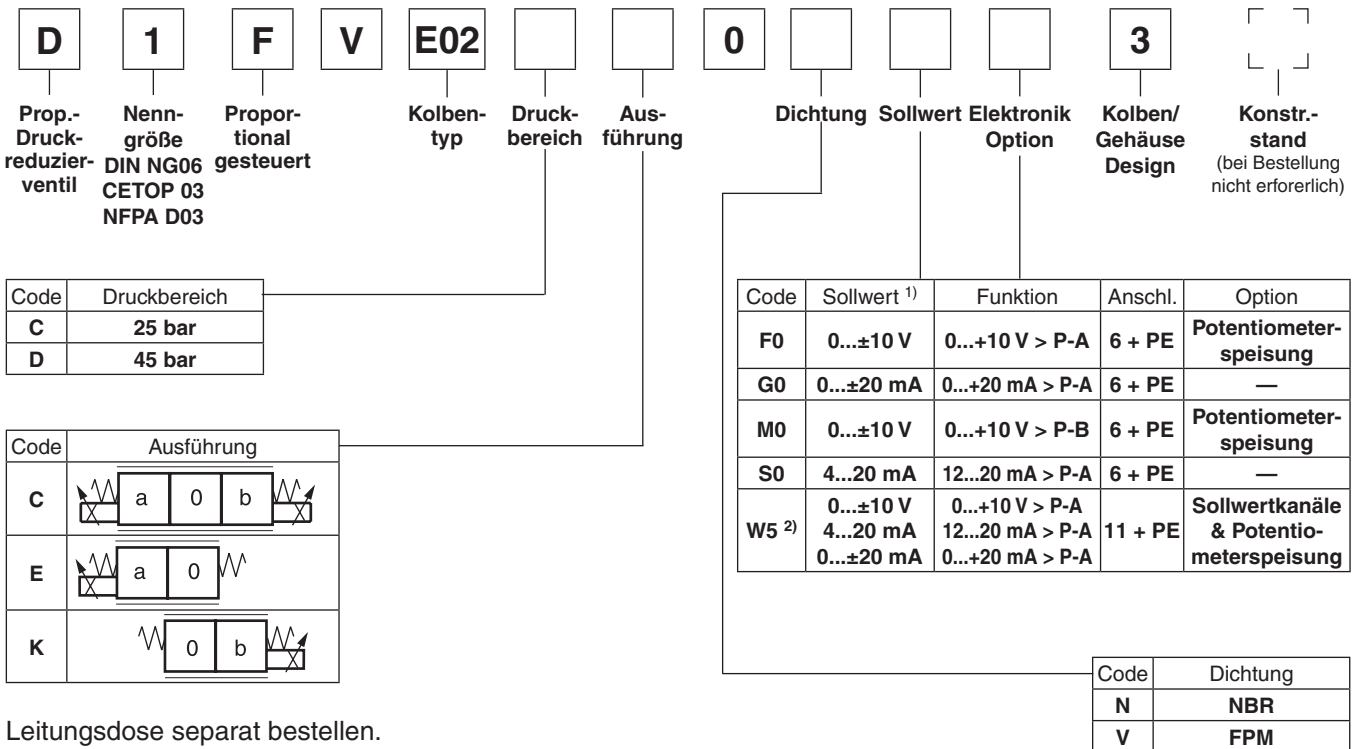 D 1 F V E02 0 3
Prop.-
Druck-
reduzier-
ventil
Nenn-
größe
DIN NG06
CETOP 03
NFPA D03
Propor-
tional
gesteuert
Kolben-
typ
Druck-
bereich
Aus-
führung
Dichtung
Sollwert
Elektronik
Option
Kolben/
Gehäuse
Design
Konstr.-
stand
(bei Bestellung
nicht erforerlich)
Code Druckbereich
C 25 bar
D 45 bar
Code Ausführung
C a 0 b
E a 0
K 0 b
Code Sollwert 1) Funktion Anschl. Option
F0 0...±10 V 0...+10 V > P-A 6 + PE Potentiometer-
speisung
G0 0...±20 mA 0...+20 mA > P-A 6 + PE —
M0 0...±10 V 0...+10 V > P-B 6 + PE Potentiometer-
speisung
S0 4...20 mA 12...20 mA > P-A 6 + PE —
0...±10 V 0...+10 V > P-A Sollwertkanäle
W5 2) 4...20 mA 12...20 mA > P-A 11 + PE & Potentio-
0...±20 mA 0...+20 mA > P-A meterspeisung
Code Dichtung
N NBR
V FPM
Leitungsdose separat bestellen.